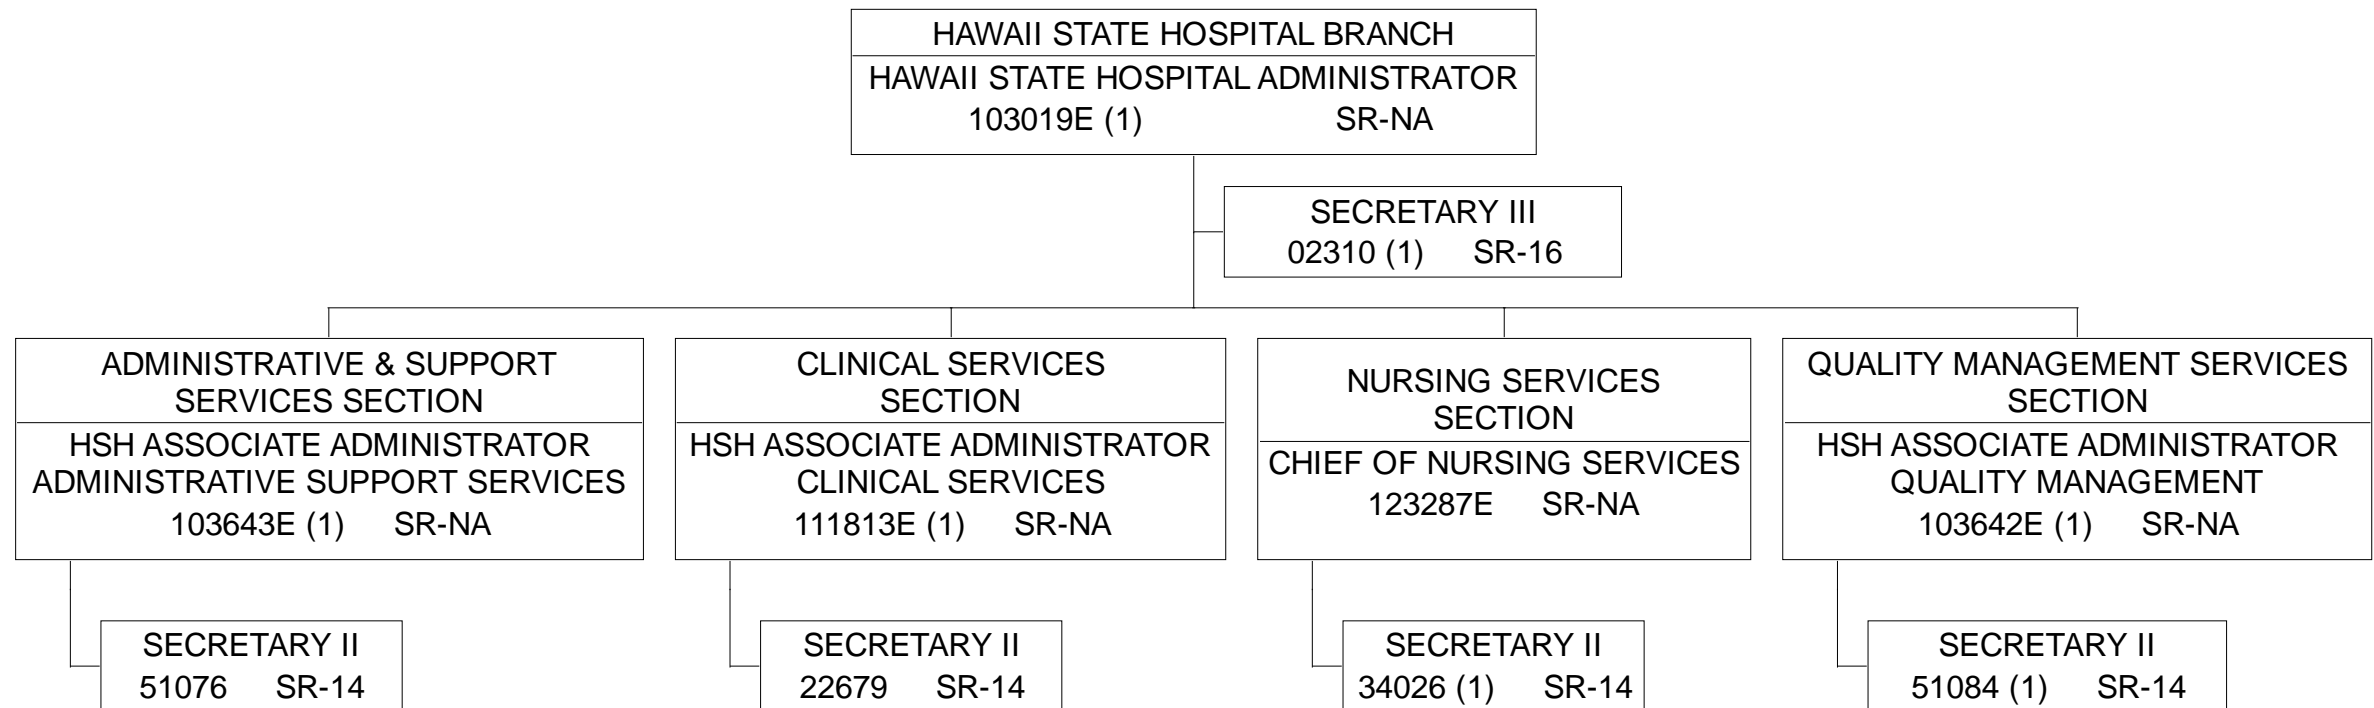 HAWAII STATE HOSPITAL BRANCH
HAWAII STATE HOSPITAL ADMINISTRATOR
103019E (1) SR-NA
SECRETARY III
02310 (1) SR-16
ADMINISTRATIVE & SUPPORT
SERVICES SECTION
HSH ASSOCIATE ADMINISTRATOR
ADMINISTRATIVE SUPPORT SERVICES
103643E (1) SR-NA
SECRETARY II
51076 SR-14
CLINICAL SERVICES
SECTION
HSH ASSOCIATE ADMINISTRATOR
CLINICAL SERVICES
111813E (1) SR-NA
SECRETARY II
22679 SR-14
NURSING SERVICES
SECTION
CHIEF OF NURSING SERVICES
123287E SR-NA
SECRETARY II
34026 (1) SR-14
QUALITY MANAGEMENT SERVICES
SECTION
HSH ASSOCIATE ADMINISTRATOR
QUALITY MANAGEMENT
103642E (1) SR-NA
SECRETARY II
51084 (1) SR-14